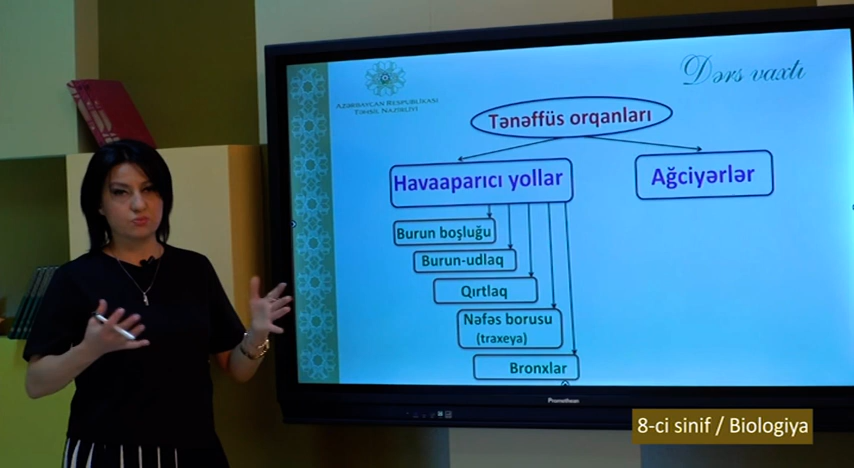 Dərs vaxtı
AZƏRBAYCAN RESPUBLİKASI
TƏHSİL NAZİRLİYİ
Tənəffüs orqanları
Havaaparıcı yollar
Ağciyərlər
Burun boşluğu
Burun-udlaq
Qırtlaq
Nəfəs borusu
(traxeya)
Bronxlar
Promethean
8-ci sinif / Biologiya